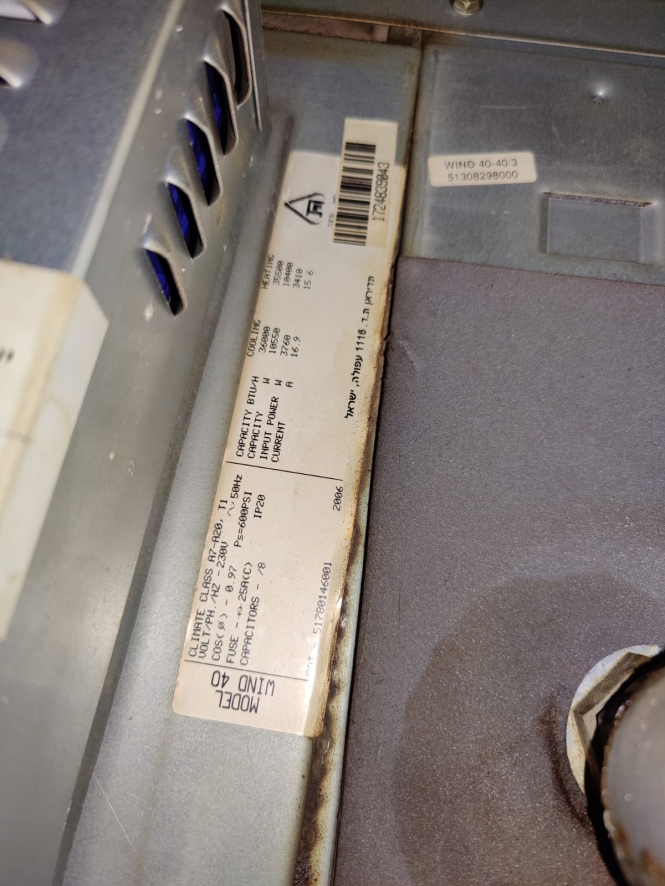 MODEL
WIND 40
CLIMATE CLASS A7-A20, T1
VOLT/PH./HZ - 230V ~ 50Hz
COS(ø) - 0.97 Ps=600PSI
FUSE - 25A(C) IP20
CAPACITORS - /8
51780146001 2006
COOLING HEATING
CAPACITY BTU/H 36000 35500
CAPACITY W 10550 10400
INPUT POWER W 3760 3410
CURRENT A 16.9 15.6
תדיראן ת.ד. 1118 עפולה, ישראל
1724839043
WIND 40-40/3
51308298000